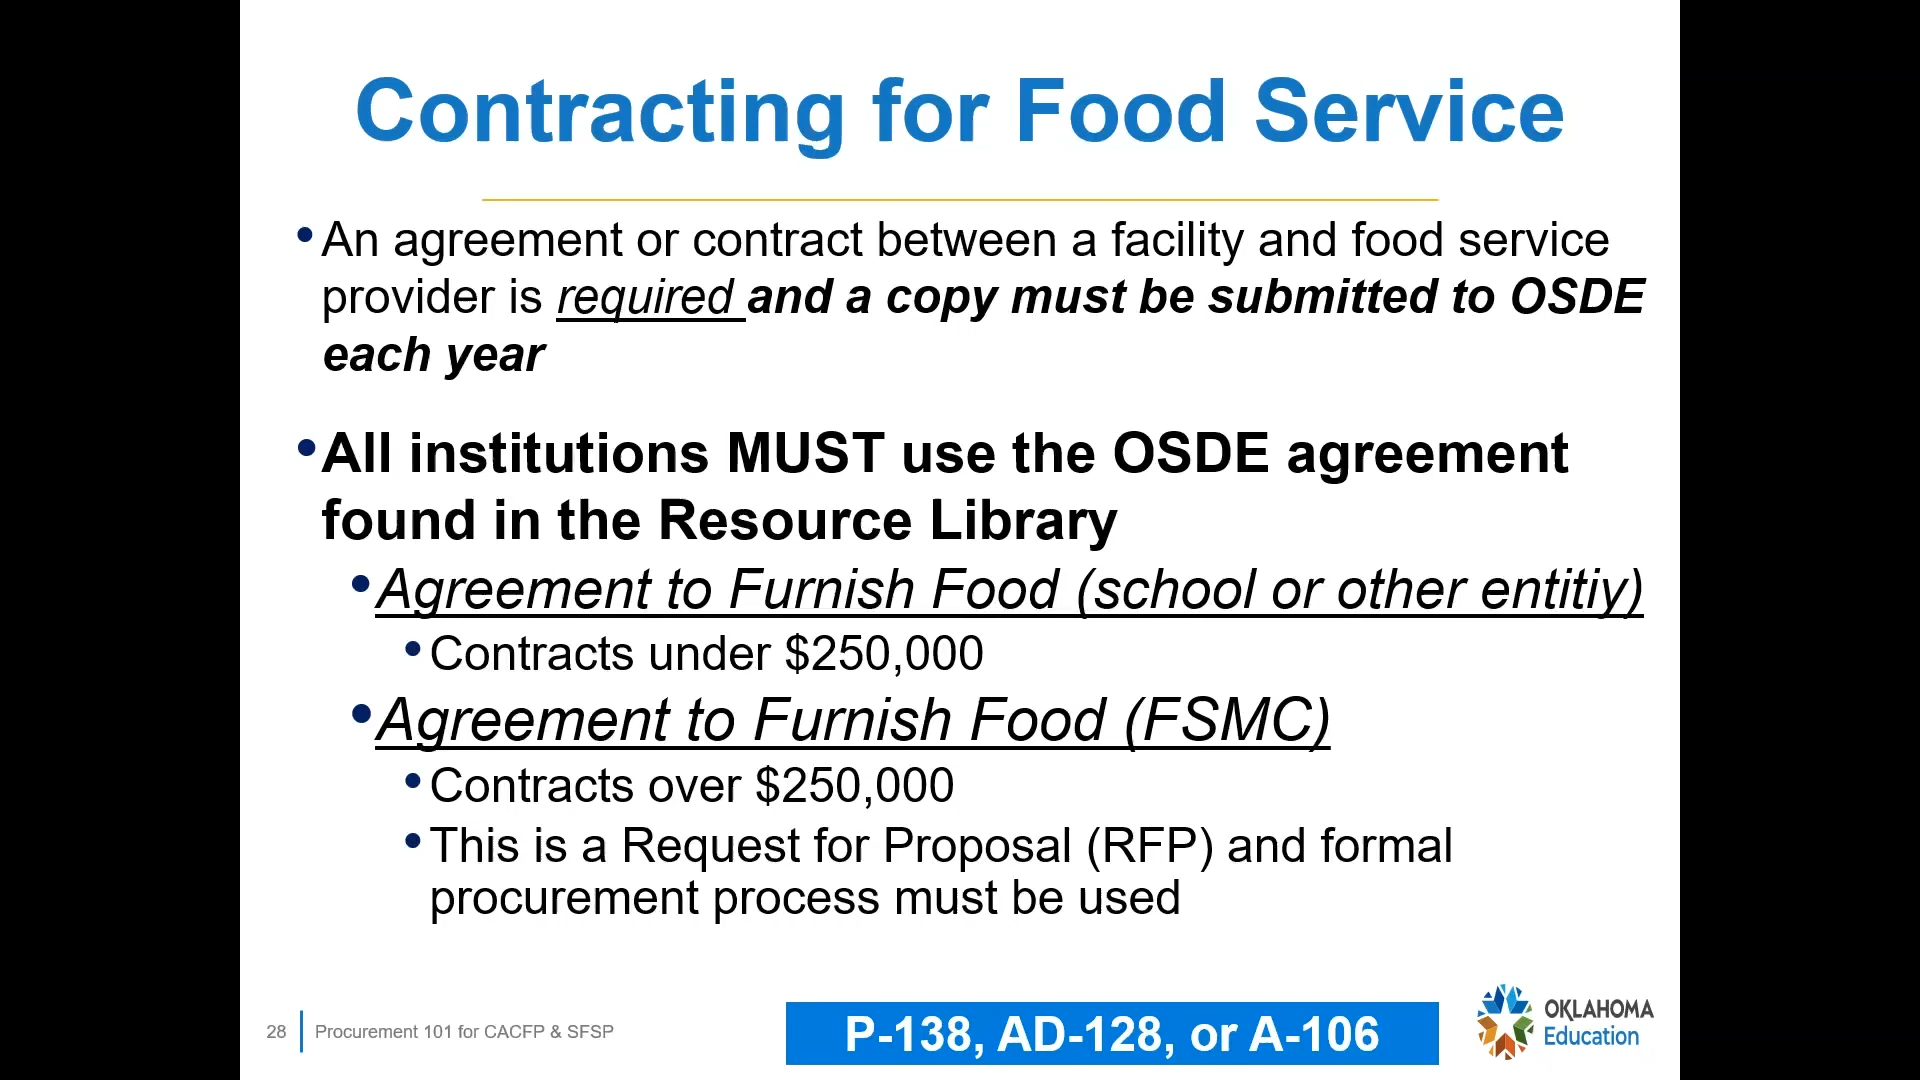 Contracting for Food Service
•An agreement or contract between a facility and food service
provider is required and a copy must be submitted to OSDE
each year
•All institutions MUST use the OSDE agreement
found in the Resource Library
•Agreement to Furnish Food (school or other entitiy)
•Contracts under $250,000
•Agreement to Furnish Food (FSMC)
•Contracts over $250,000
•This is a Request for Proposal (RFP) and formal
procurement process must be used
28 Procurement 101 for CACFP & SFSP
P-138, AD-128, or A-106
OKLAHOMA
Education